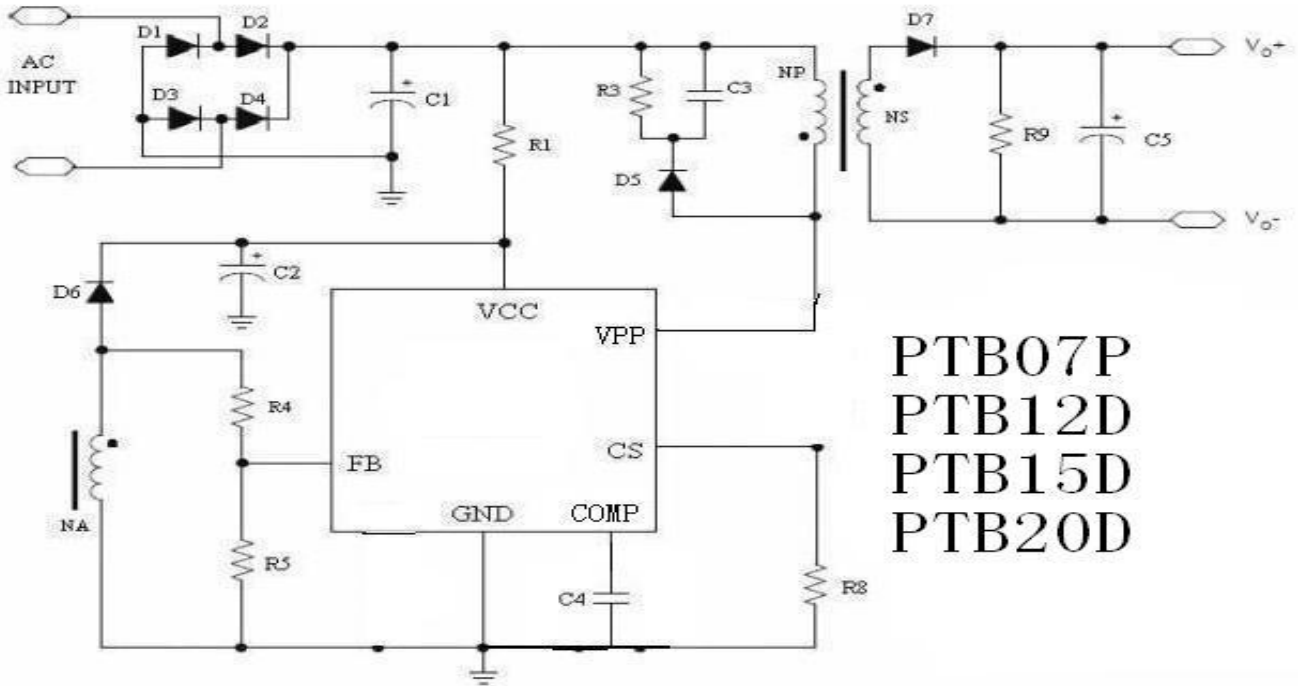 D1
D2
D7
Vo+
AC
INPUT
D3
D4
+
C1
R3
C3
NP
NS
R9
+
C5
R1
D5
Vo-
D6
+
C2
VCC
VPP
PTB07P
PTB12D
PTB15D
PTB20D
R4
FB
CS
NA
GND
COMP
R5
C4
R8